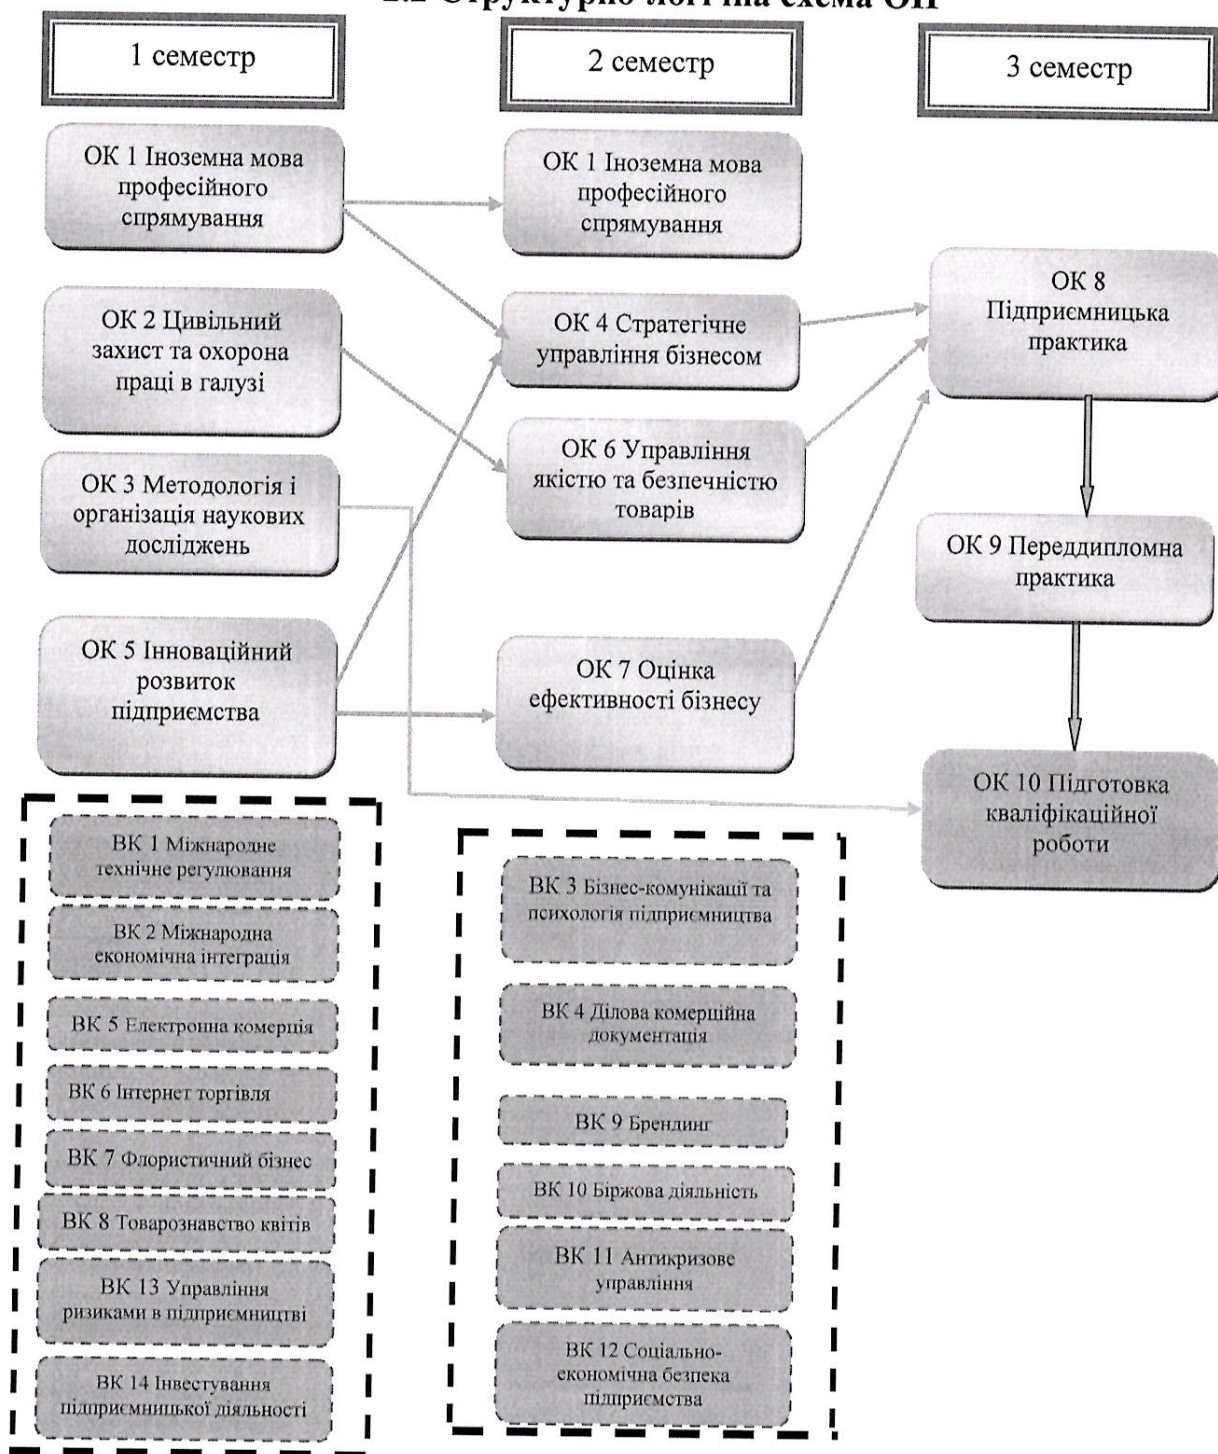 Структурно-логічна схема ОП
1 семестр
2 семестр
3 семестр
ОК 1 Іноземна мова
професійного
спрямування
ОК 2 Цивільний
захист та охорона
праці в галузі
ОК 3 Методологія і
організація наукових
досліджень
ОК 5 Інноваційний
розвиток
підприємства
ВК 1 Міжнародне
технічне регулювання
ВК 2 Міжнародна
економічна інтеграція
ВК 5 Електронна комерція
ВК 6 Інтернет торгівля
ВК 7 Флористичний бізнес
ВК 8 Товарознавство квітів
ВК 13 Управління
ризиками в підприємництві
ВК 14 Інвестування
підприємницької діяльності
ОК 1 Іноземна мова
професійного
спрямування
ОК 4 Стратегічне
управління бізнесом
ОК 6 Управління
якістю та безпечністю
товарів
ОК 7 Оцінка
ефективності бізнесу
ВК 3 Бізнес-комунікації та
психологія підприємництва
ВК 4 Ділова комерційна
документація
ВК 9 Брендинг
ВК 10 Біржова діяльність
ВК 11 Антикризове
управління
ВК 12 Соціально-
економічна безпека
підприємства
ОК 8
Підприємницька
практика
ОК 9 Переддипломна
практика
ОК 10 Підготовка
кваліфікаційної
роботи